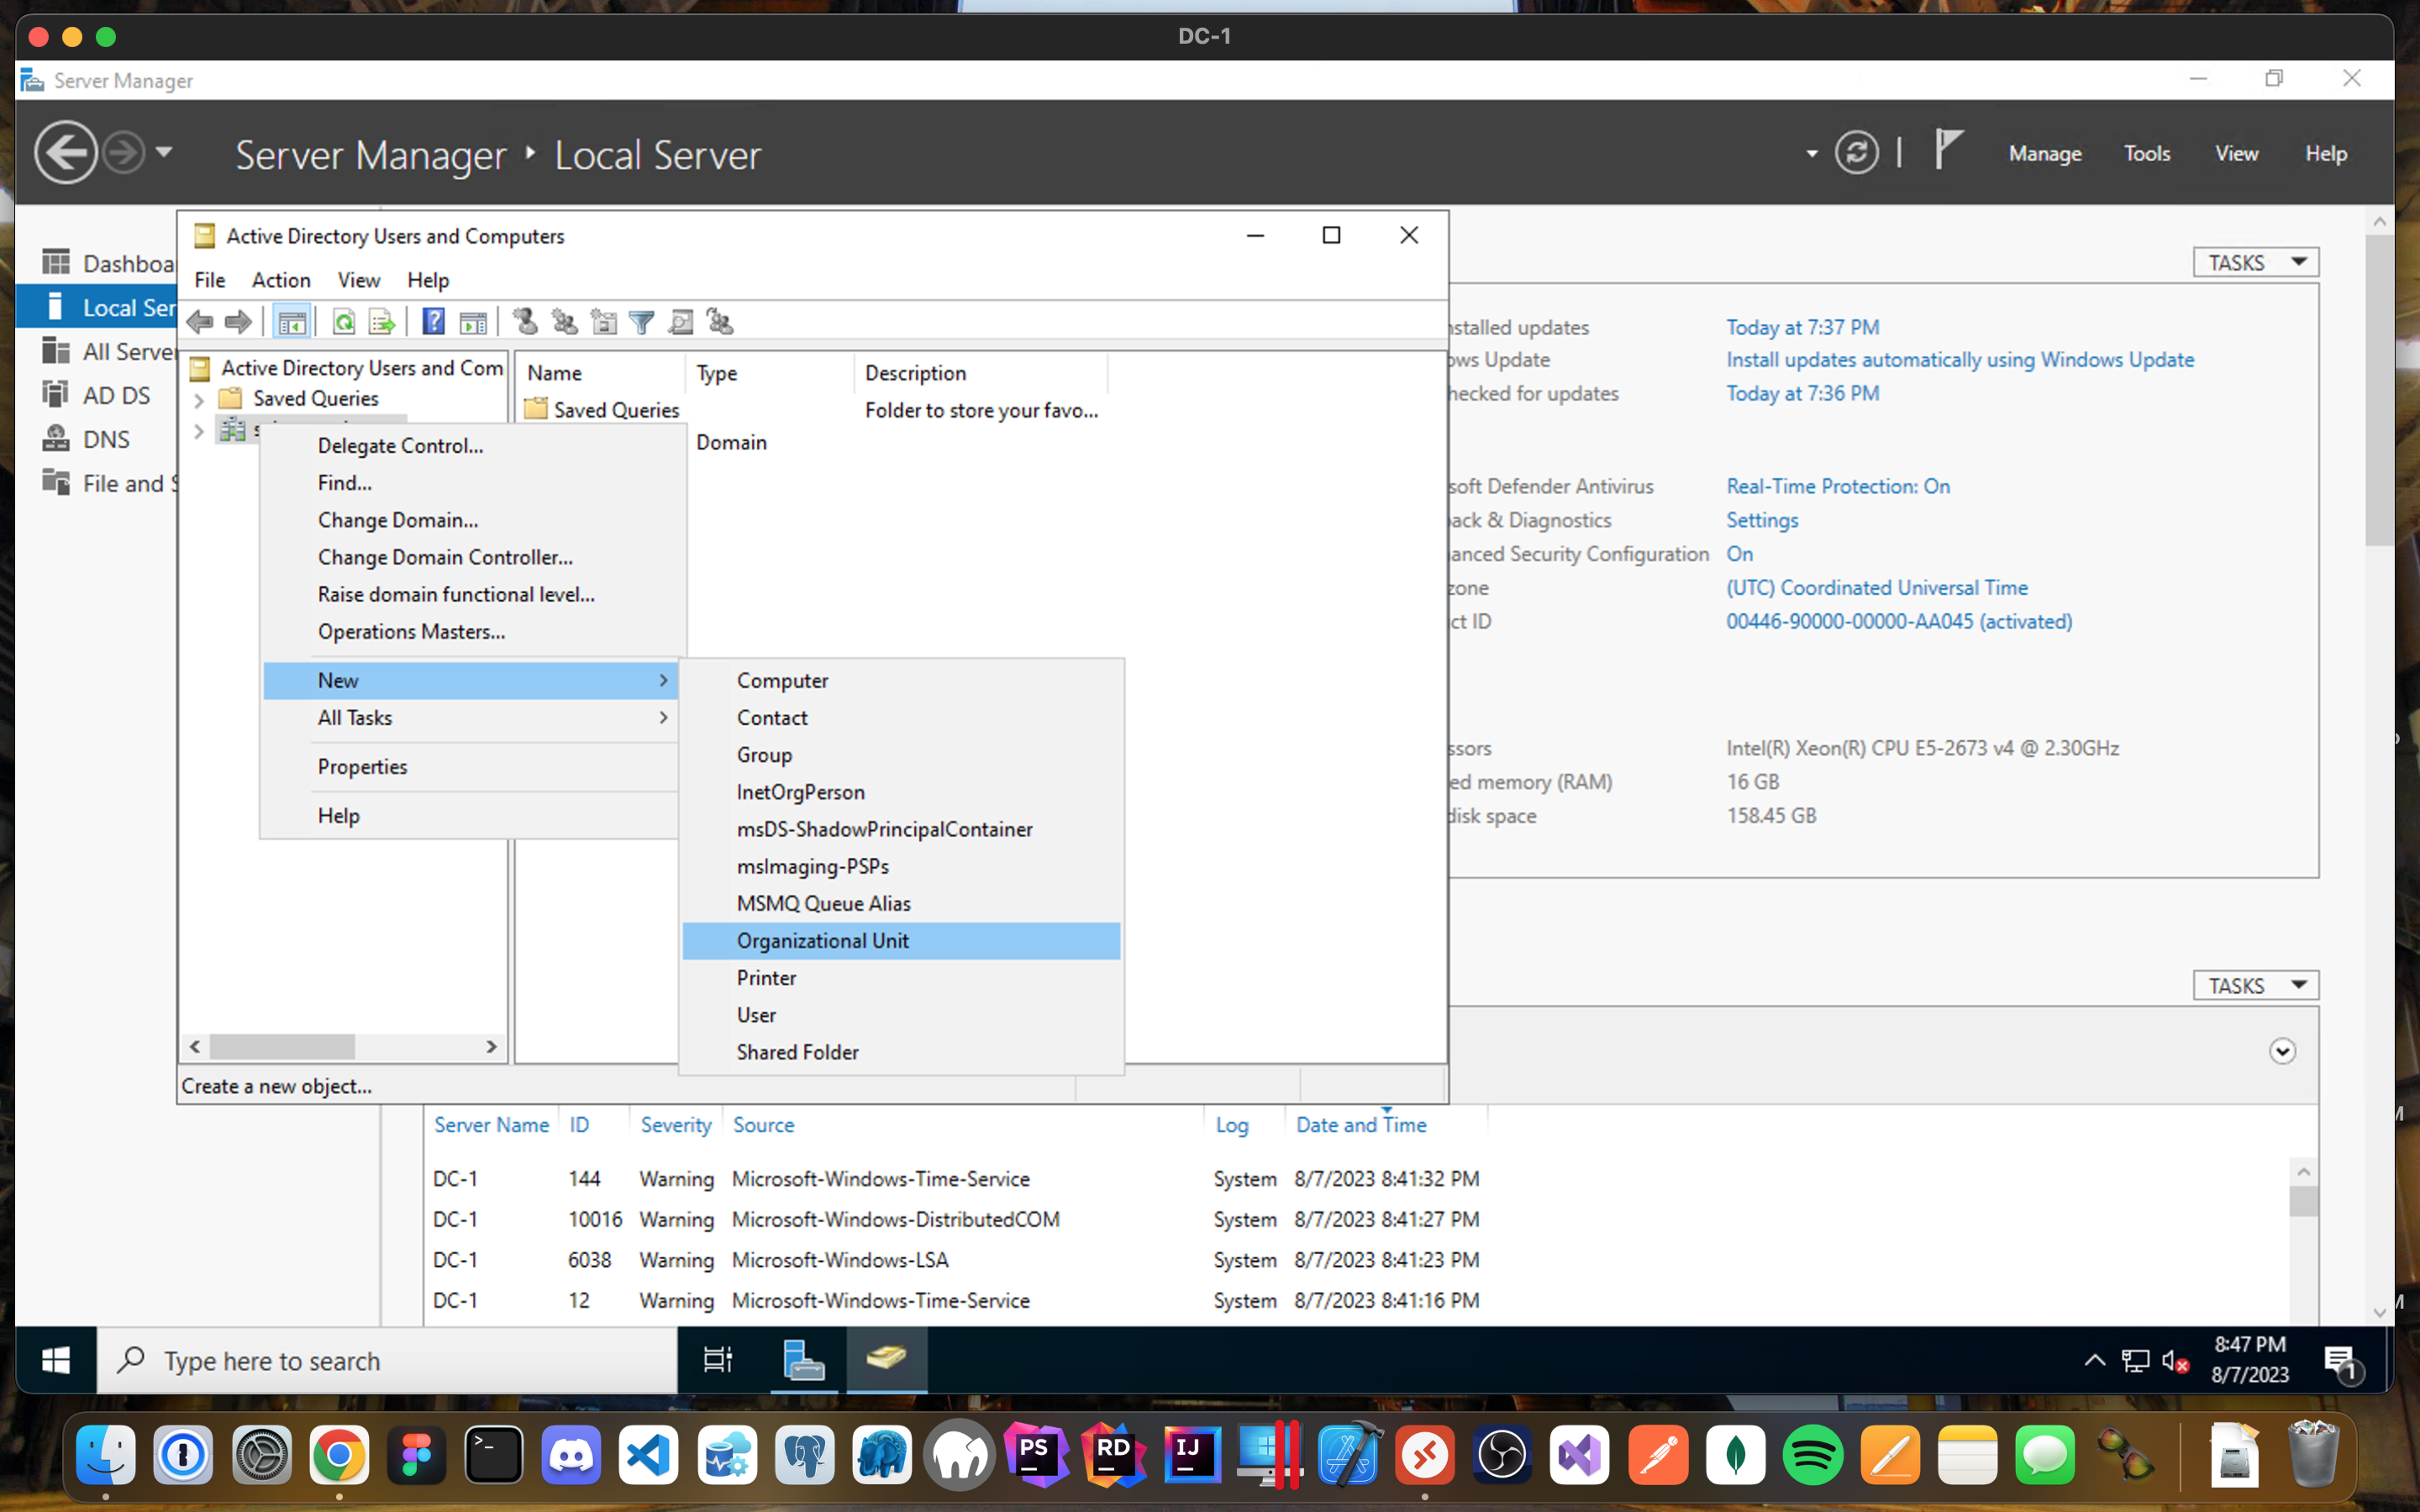 DC-1
Server Manager
Server Manager ‣ Local Server
Manage Tools View Help
Dashboa
Local Ser
All Server
AD DS
DNS
File and S
Active Directory Users and Computers
File Action View Help
Active Directory Users and Com
Saved Queries
Name Type Description
Saved Queries Folder to store your favo...
Domain
Delegate Control...
Find...
Change Domain...
Change Domain Controller...
Raise domain functional level...
Operations Masters...
New
All Tasks
Properties
Help
Computer
Contact
Group
InetOrgPerson
msDS-ShadowPrincipalContainer
msImaging-PSPs
MSMQ Queue Alias
Organizational Unit
Printer
User
Shared Folder
Create a new object...
TASKS
nstalled updates Today at 7:37 PM
ows Update Install updates automatically using Windows Update
hecked for updates Today at 7:36 PM
soft Defender Antivirus Real-Time Protection: On
ack & Diagnostics Settings
anced Security Configuration On
zone (UTC) Coordinated Universal Time
ct ID 00446-90000-00000-AA045 (activated)
ssors Intel(R) Xeon(R) CPU E5-2673 v4 @ 2.30GHz
ed memory (RAM) 16 GB
disk space 158.45 GB
TASKS
Server Name ID Severity Source Log Date and Time
DC-1 144 Warning Microsoft-Windows-Time-Service System 8/7/2023 8:41:32 PM
DC-1 10016 Warning Microsoft-Windows-DistributedCOM System 8/7/2023 8:41:27 PM
DC-1 6038 Warning Microsoft-Windows-LSA System 8/7/2023 8:41:23 PM
DC-1 12 Warning Microsoft-Windows-Time-Service System 8/7/2023 8:41:16 PM
Type here to search
8:47 PM
8/7/2023
1
PS
RD
IJ